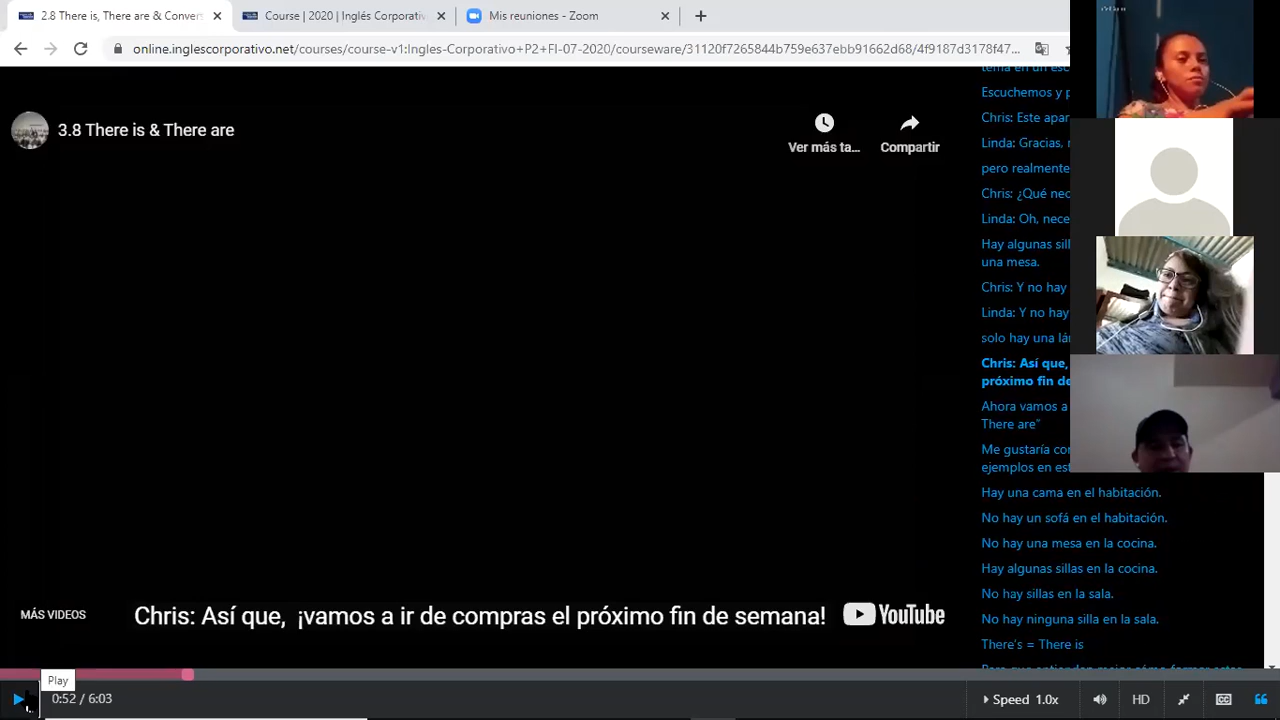 2.8 There is, There are & Conver
Course | 2020 | Inglés Corporativ
Mis reuniones - Zoom
online.inglescorporativo.net/courses/course-v1:Ingles-Corporativo+P2+FI-07-2020/courseware/31120f7265844b759e637ebb91662d68/4f9187d3178f47...
3.8 There is & There are
Ver más ta...
Compartir
tema en un esc
Escuchemos y p
Chris: Este apar
Linda: Gracias,
pero realmente
Chris: ¿Qué nec
Linda: Oh, nece
Hay algunas sill
una mesa.
Chris: Y no hay
Linda: Y no hay
solo hay una lá
Chris: Así que,
próximo fin de
Ahora vamos a
There are”
Me gustaría co
ejemplos en est
Hay una cama en el habitación.
No hay un sofá en el habitación.
No hay una mesa en la cocina.
Hay algunas sillas en la cocina.
No hay sillas en la sala.
No hay ninguna silla en la sala.
There's = There is
MÁS VIDEOS
Chris: Así que, ¡vamos a ir de compras el próximo fin de semana!
YouTube
Play
0:52 / 6:03
Speed 1.0x
HD
CC